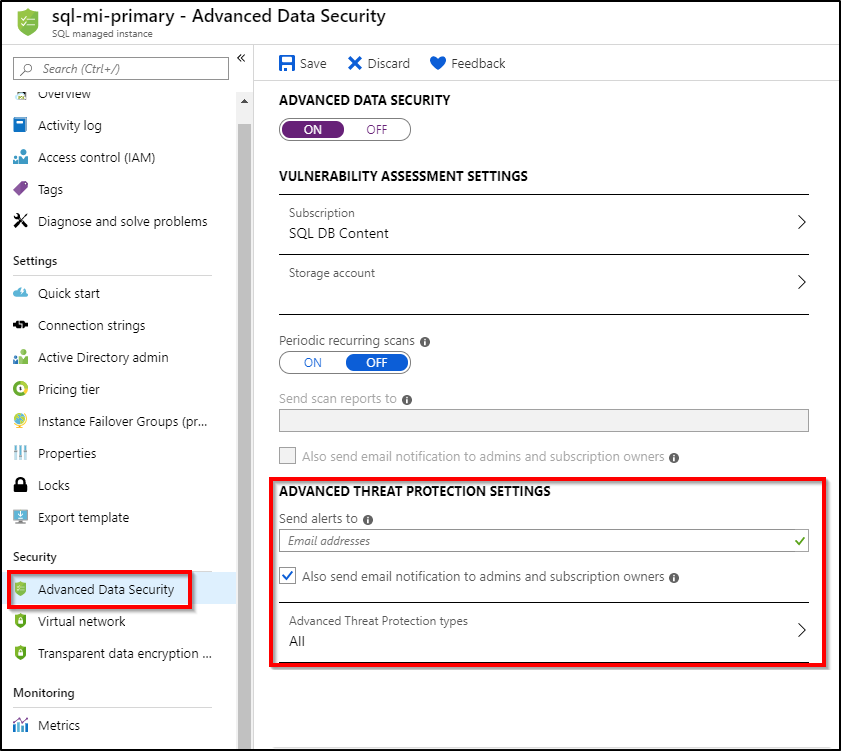 sql-mi-primary - Advanced Data Security
SQL managed instance
Search (Ctrl+/)
«
Overview
Activity log
Access control (IAM)
Tags
Diagnose and solve problems
Settings
Quick start
Connection strings
Active Directory admin
Pricing tier
Instance Failover Groups (pr...
Properties
Locks
Export template
Security
Advanced Data Security
Virtual network
Transparent data encryption ...
Monitoring
Metrics
Save Discard Feedback
ADVANCED DATA SECURITY
ON OFF
VULNERABILITY ASSESSMENT SETTINGS
Subscription
SQL DB Content
Storage account
Periodic recurring scans
ON OFF
Send scan reports to
Also send email notification to admins and subscription owners
ADVANCED THREAT PROTECTION SETTINGS
Send alerts to
Email addresses
Also send email notification to admins and subscription owners
Advanced Threat Protection types
All